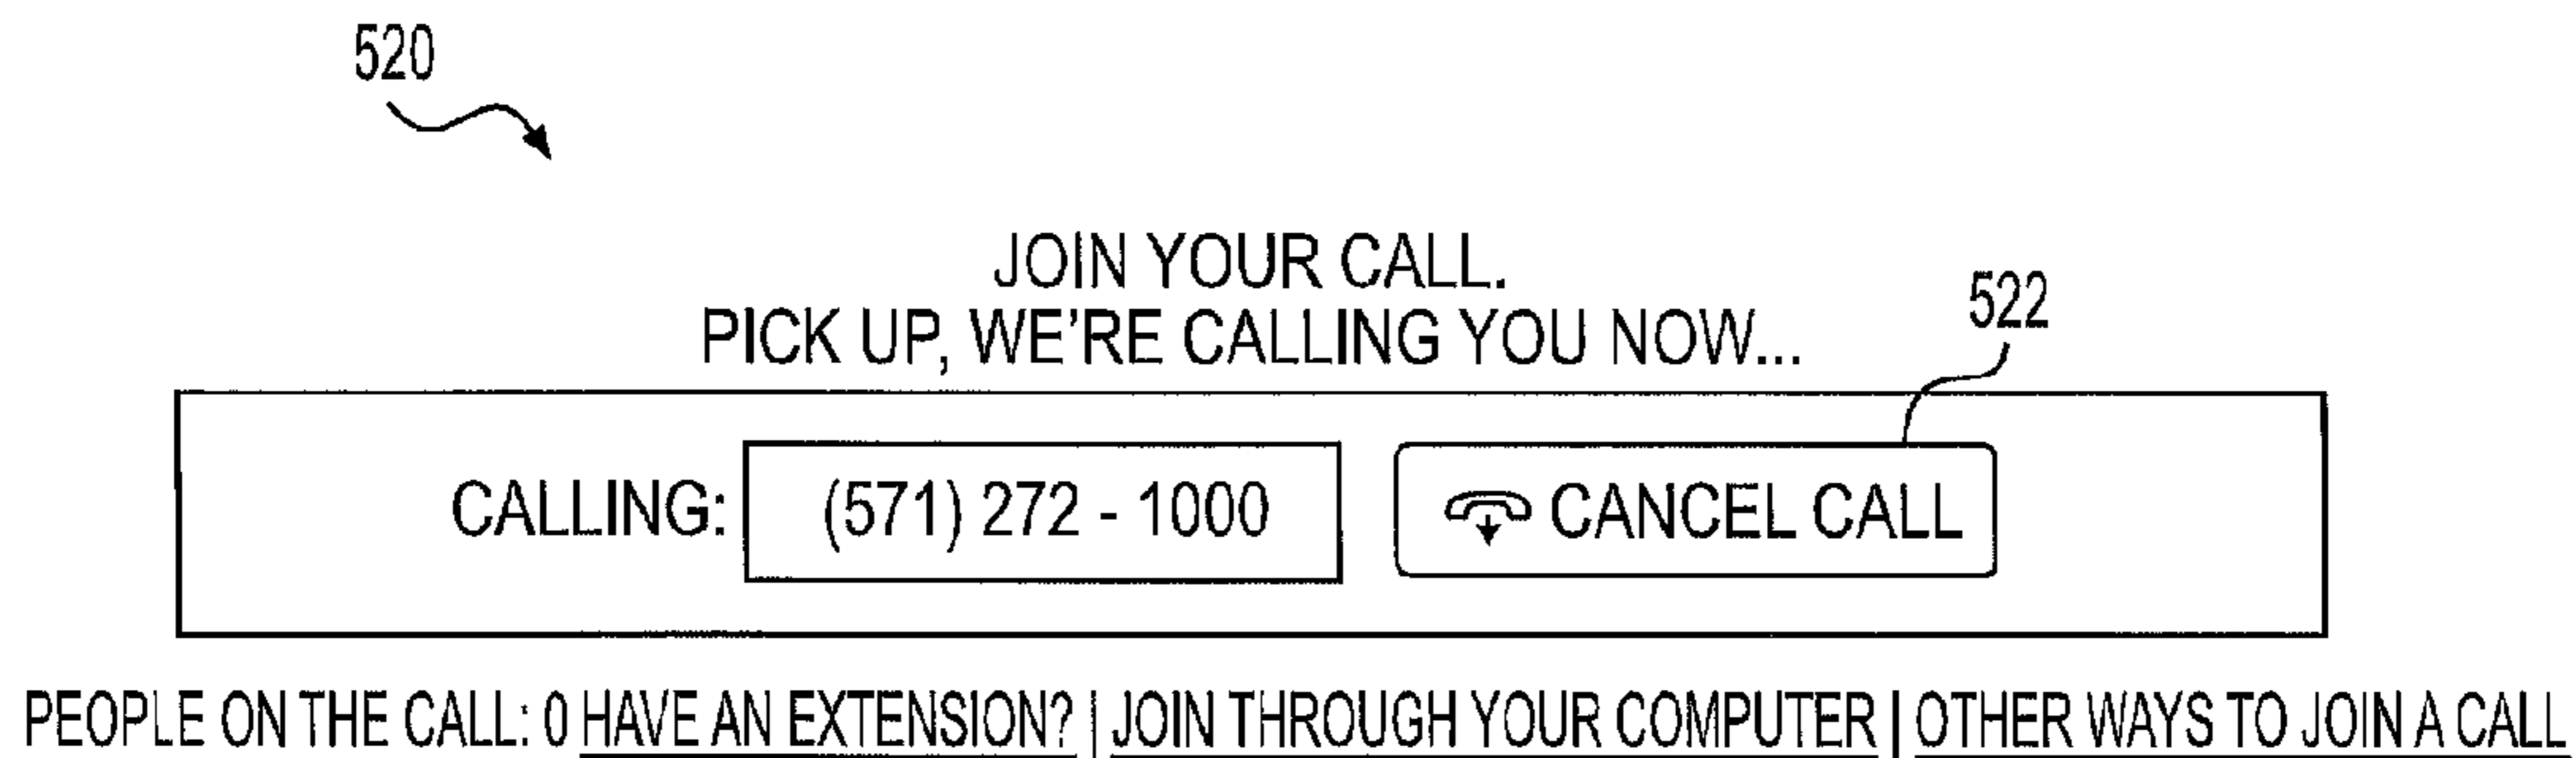 520
JOIN YOUR CALL.
PICK UP, WE'RE CALLING YOU NOW...
522
CALLING: (571) 272 - 1000 CANCEL CALL
PEOPLE ON THE CALL: 0 HAVE AN EXTENSION? | JOIN THROUGH YOUR COMPUTER | OTHER WAYS TO JOIN A CALL